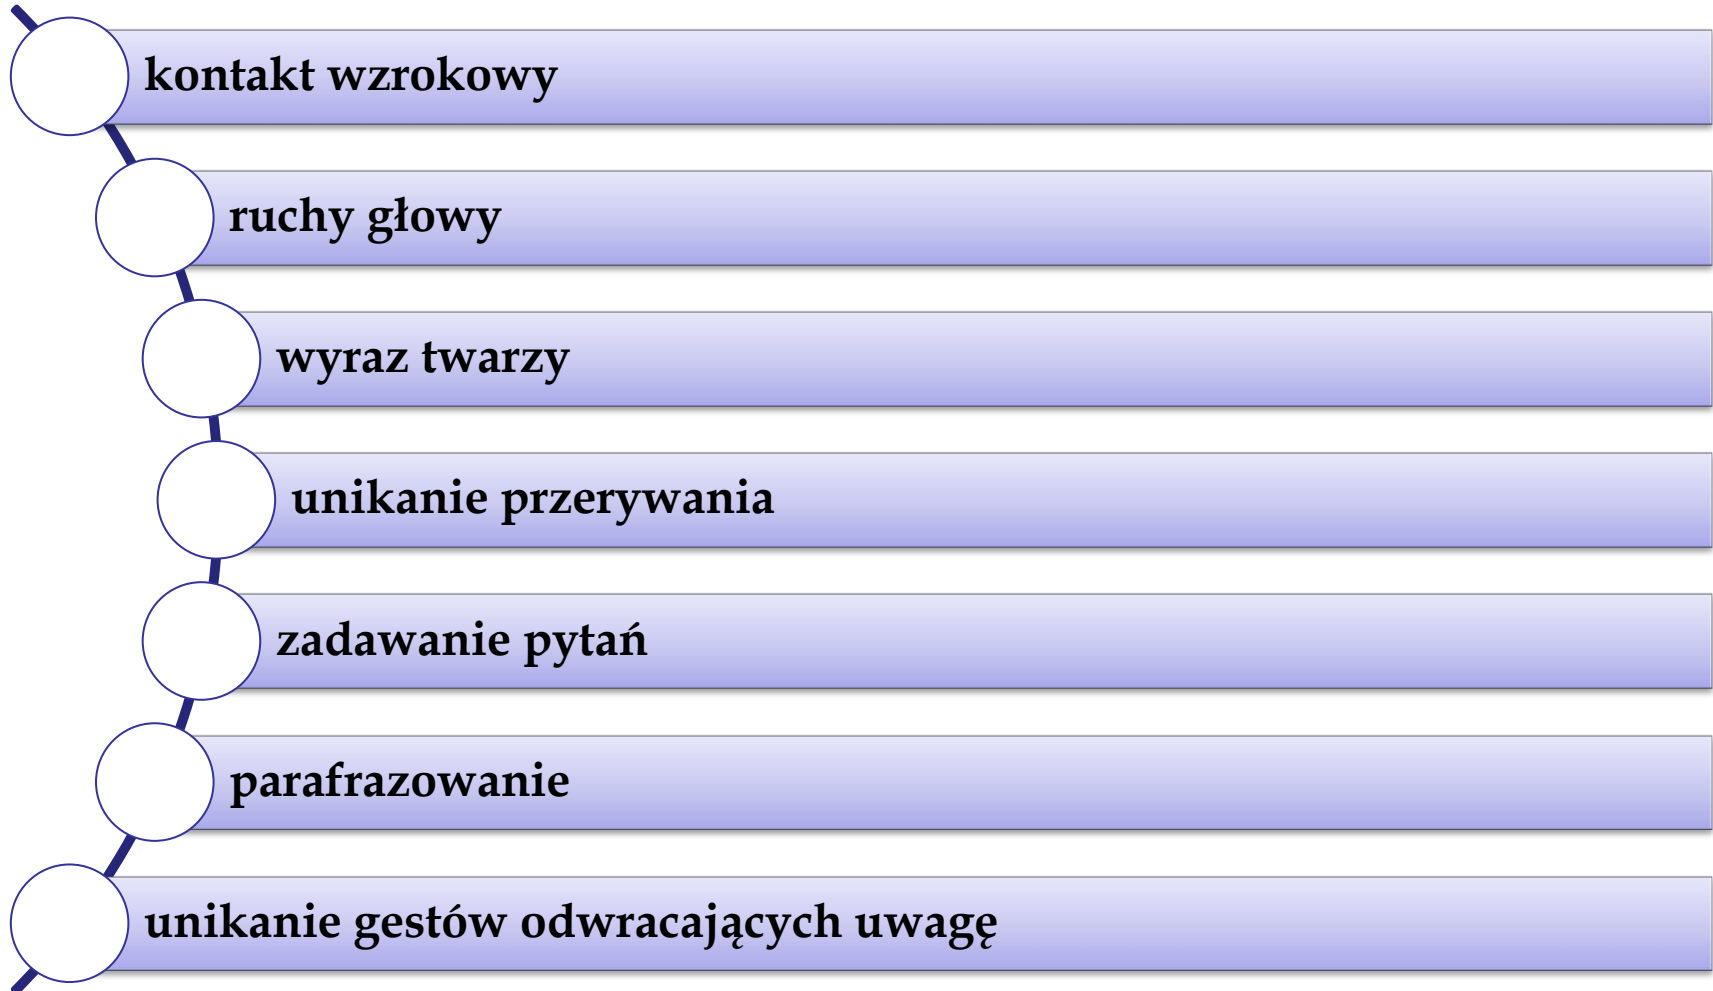 kontakt wzrokowy
ruchy głowy
wyraz twarzy
unikanie przerywania
zadawanie pytań
parafrazowanie
unikanie gestów odwracających uwagę